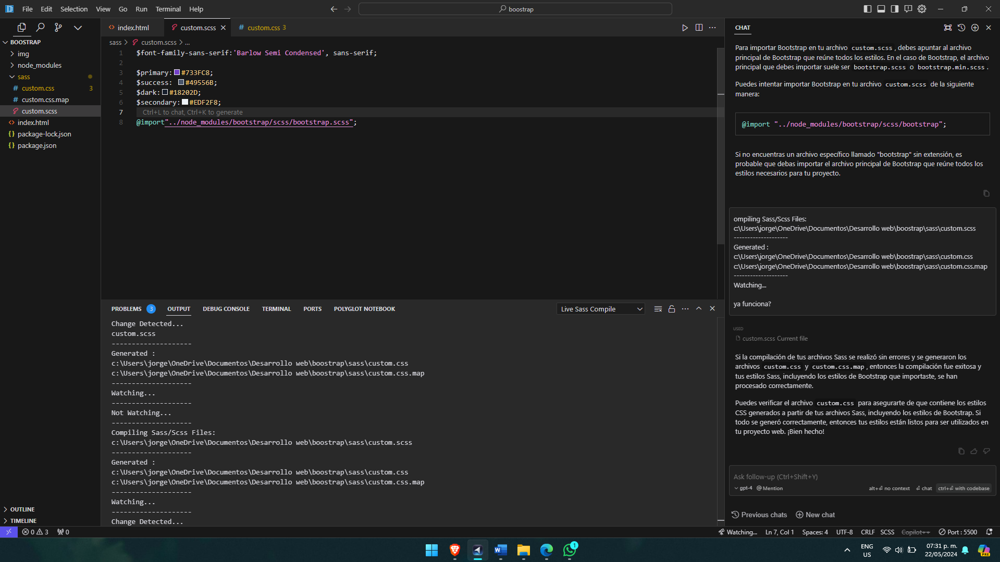 File Edit Selection View Go Run Terminal Help
boostrap
BOOSTRAP
img
node_modules
sass
# custom.css 3
# custom.css.map
custom.scss
<> index.html
{} package-lock.json
{} package.json
OUTLINE
TIMELINE
<> index.html
custom.scss
# custom.css 3
sass > custom.scss > ...
1 $font-family-sans-serif:'Barlow Semi Condensed', sans-serif;
2
3 $primary:#733FC8;
4 $success: #49556B;
5 $dark:#18202D;
6 $secondary:#EDF2F8;
7 Ctrl+L to chat, Ctrl+K to generate
8 @import"../node_modules/bootstrap/scss/bootstrap.scss";
PROBLEMS 3 OUTPUT DEBUG CONSOLE TERMINAL PORTS POLYGLOT NOTEBOOK
Live Sass Compile
Change Detected...
custom.scss
--------------------
Generated :
c:\Users\jorge\OneDrive\Documentos\Desarrollo web\boostrap\sass\custom.css
c:\Users\jorge\OneDrive\Documentos\Desarrollo web\boostrap\sass\custom.css.map
--------------------
Watching...
--------------------
Not Watching...
--------------------
Compiling Sass/Scss Files:
c:\Users\jorge\OneDrive\Documentos\Desarrollo web\boostrap\sass\custom.scss
--------------------
Generated :
c:\Users\jorge\OneDrive\Documentos\Desarrollo web\boostrap\sass\custom.css
c:\Users\jorge\OneDrive\Documentos\Desarrollo web\boostrap\sass\custom.css.map
--------------------
Watching...
--------------------
Change Detected...
CHAT
Para importar Bootstrap en tu archivo custom.scss, debes apuntar al archivo
principal de Bootstrap que reúne todos los estilos. En el caso de Bootstrap, el archivo
principal que debes importar suele ser bootstrap.scss o bootstrap.min.scss.
Puedes intentar importar Bootstrap en tu archivo custom.scss de la siguiente
manera:
@import "../node_modules/bootstrap/scss/bootstrap";
Si no encuentras un archivo específico llamado "bootstrap" sin extensión, es
probable que debas importar el archivo principal de Bootstrap que reúne todos los
estilos necesarios para tu proyecto.
ompiling Sass/Scss Files:
c:\Users\jorge\OneDrive\Documentos\Desarrollo web\boostrap\sass\custom.scss
--------------------
Generated :
c:\Users\jorge\OneDrive\Documentos\Desarrollo web\boostrap\sass\custom.css
c:\Users\jorge\OneDrive\Documentos\Desarrollo web\boostrap\sass\custom.css.map
--------------------
Watching...
ya funciona?
USED
custom.scss Current file
Si la compilación de tus archivos Sass se realizó sin errores y se generaron los
archivos custom.css y custom.css.map, entonces la compilación fue exitosa y
tus estilos Sass, incluyendo los estilos de Bootstrap que importaste, se han
procesado correctamente.
Puedes verificar el archivo custom.css para asegurarte de que contiene los estilos
CSS generados a partir de tus archivos Sass, incluyendo los estilos de Bootstrap. Si
todo se generó correctamente, entonces tus estilos están listos para ser utilizados en
tu proyecto web. ¡Bien hecho!
Ask follow-up (Ctrl+Shift+Y)
gpt-4 @ Mention alt+⏎ no context ⏎ chat ctrl+⏎ with codebase
Previous chats New chat
0 3 0 Watching... Ln 7, Col 1 Spaces: 4 UTF-8 CRLF SCSS Copilot++ Port : 5500
1
ENG
US
07:31 p. m.
22/05/2024
PRE